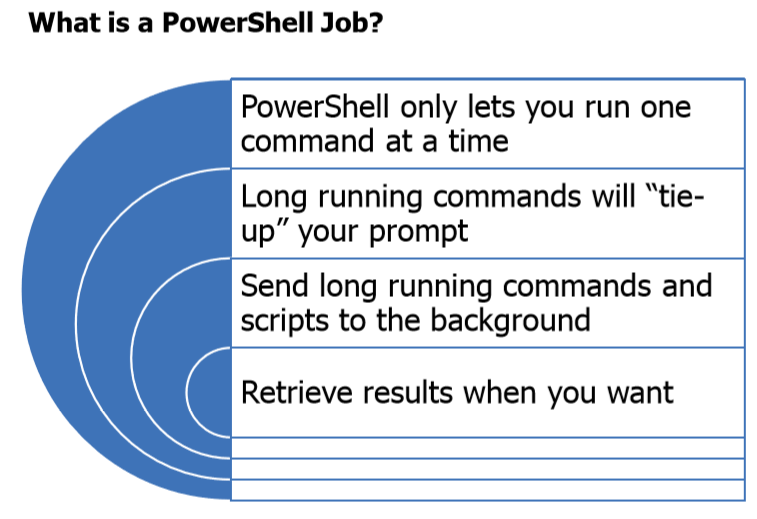 What is a PowerShell Job?
PowerShell only lets you run one
command at a time
Long running commands will “tie-
up” your prompt
Send long running commands and
scripts to the background
Retrieve results when you want